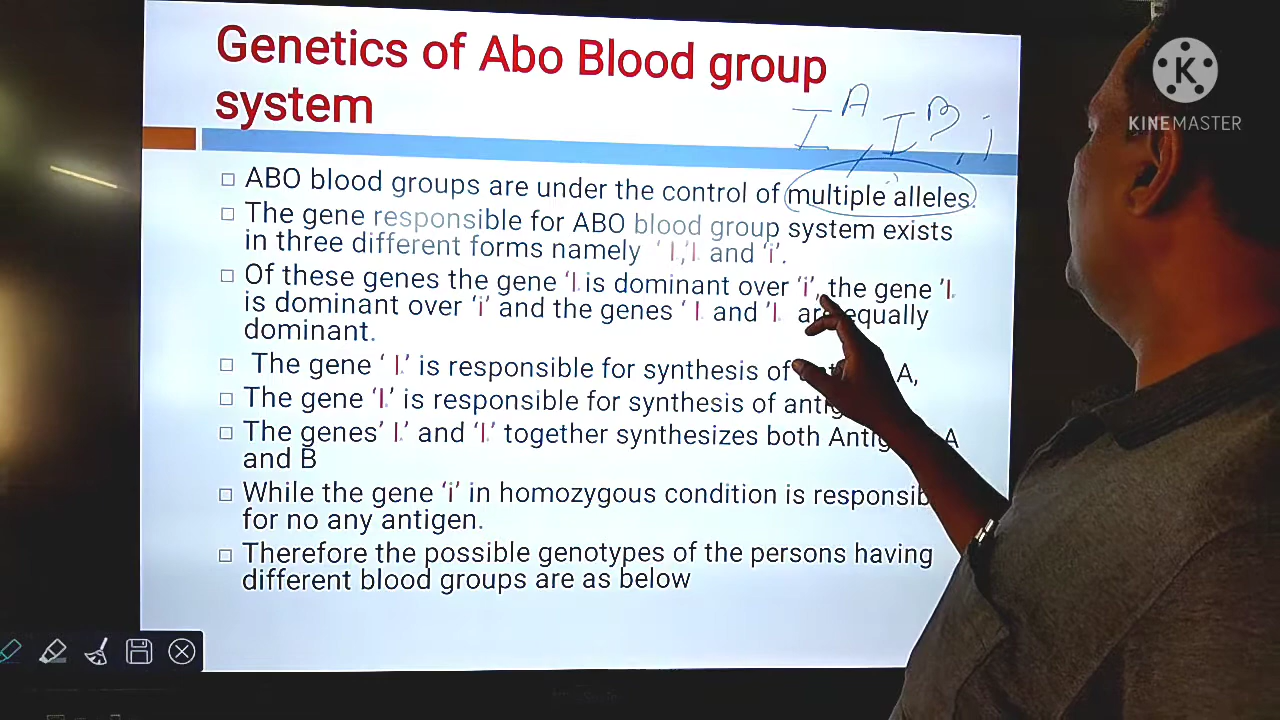 Genetics of Abo Blood group
system
I^A, I^B, i
KINEMASTER
□ ABO blood groups are under the control of multiple alleles.
□ The gene responsible for ABO blood group system exists
in three different forms namely ' I.,'I. and 'i'.
□ Of these genes the gene 'I. is dominant over 'i', the gene 'I.
is dominant over 'i' and the genes ' I. and 'I. are equally
dominant.
□ The gene ' I.' is responsible for synthesis of A,
□ The gene 'I.' is responsible for synthesis of
□ The genes' I.' and 'I.' together synthesizes both A
and B
□ While the gene 'i' in homozygous condition is
for no any antigen.
□ Therefore the possible genotypes of the persons having
different blood groups are as below